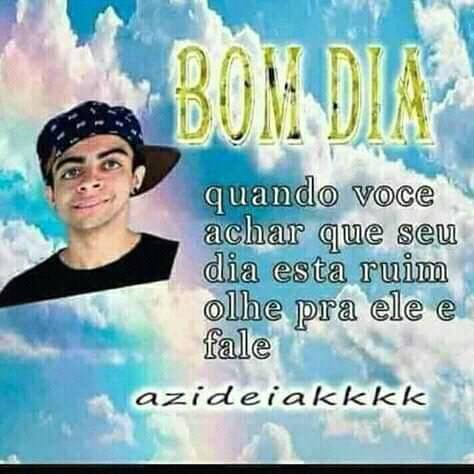 BOM DIA
quando voce
achar que seu
dia esta ruim
olhe pra ele e
fale
azideiakkkk